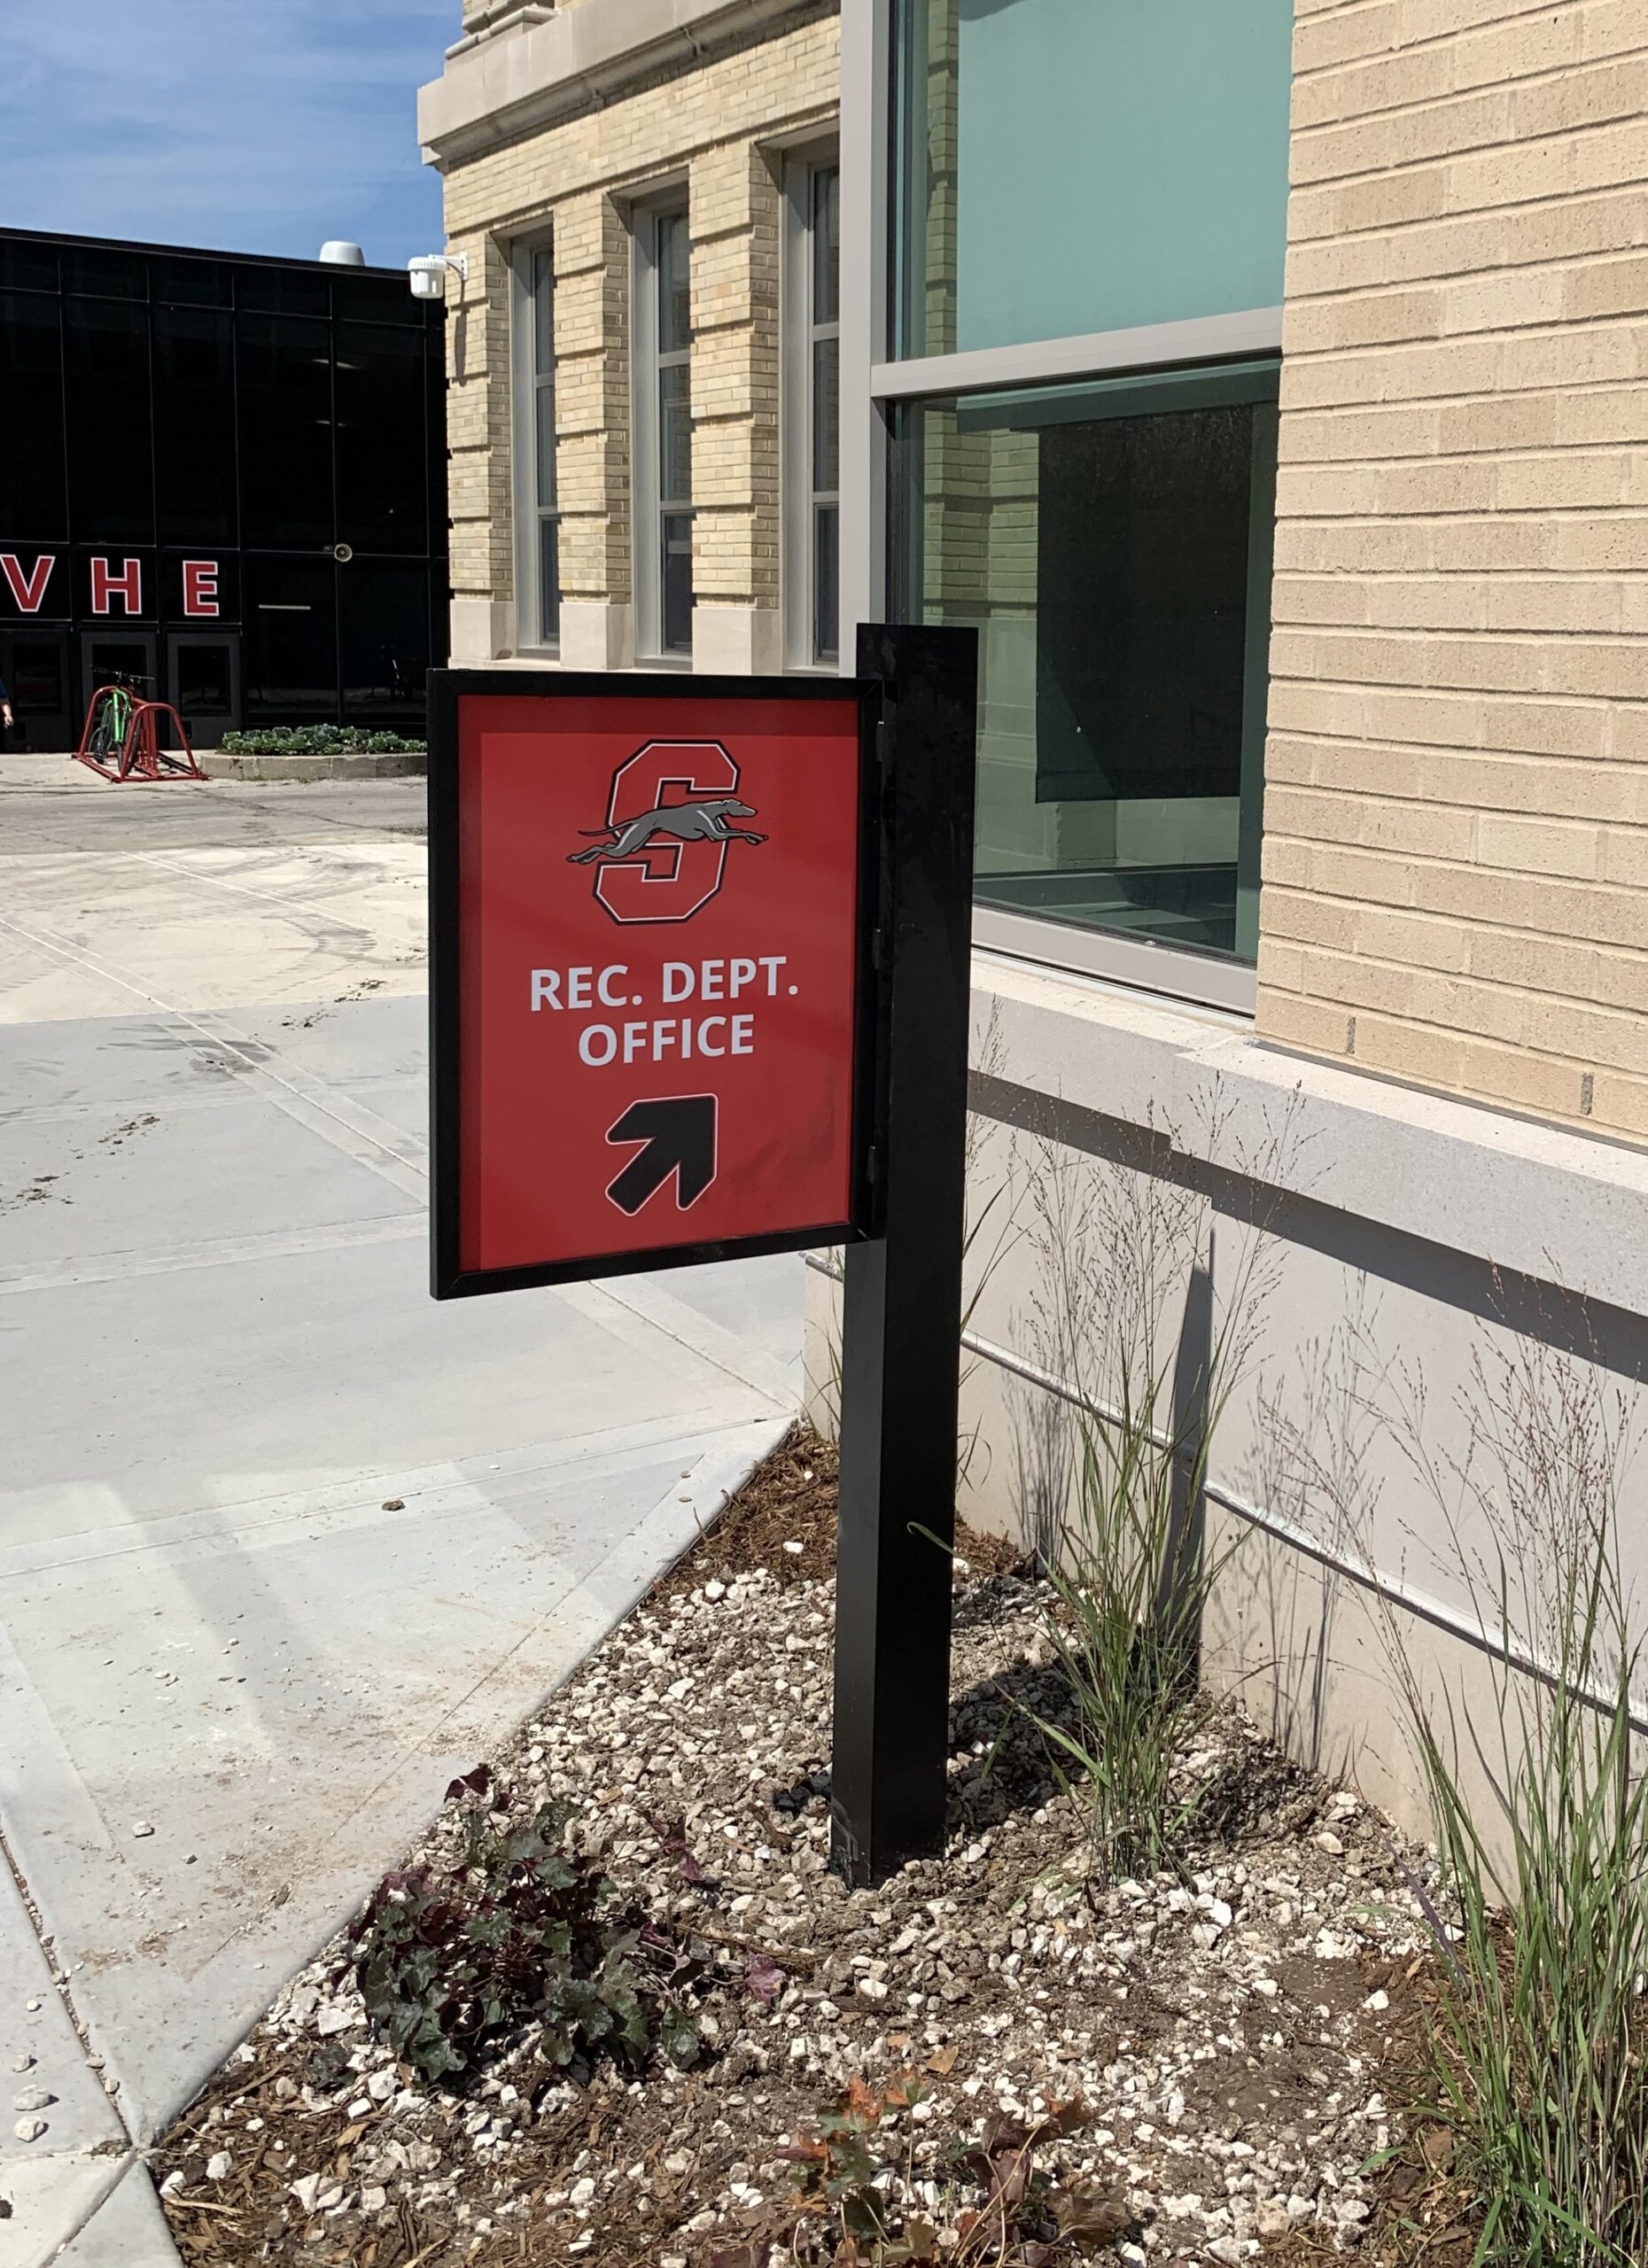 VHE
S
REC. DEPT.
OFFICE